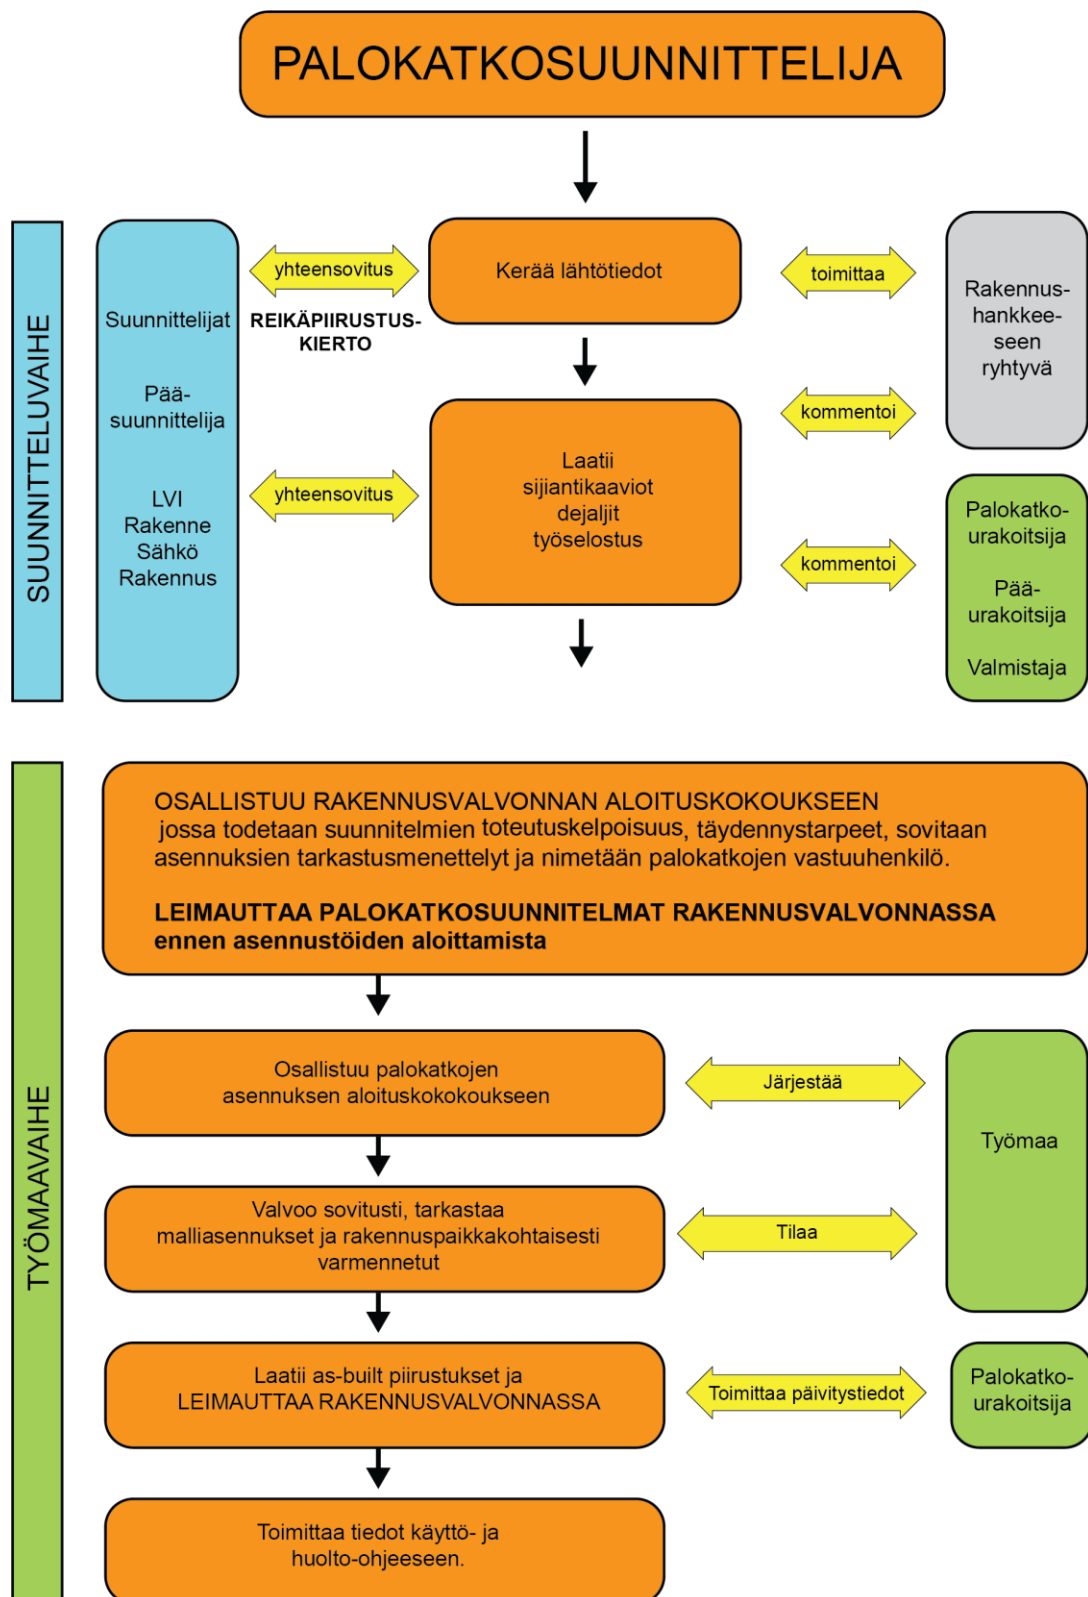 PALOKATKOSUUNNITTELIJA
SUUNNITTELUVAIHE
Suunnittelijat
Pää-
suunnittelija
LVI
Rakenne
Sähkö
Rakennus
yhteensovitus
REIKÄPIIRUSTUS-
KIERTO
yhteensovitus
Kerää lähtötiedot
Laatii
sijiantikaaviot
dejaljit
työselostus
toimittaa
kommentoi
kommentoi
Rakennus-
hankkee-
seen
ryhtyvä
Palokatko-
urakoitsija
Pää-
urakoitsija
Valmistaja
TYÖMAAVAIHE
OSALLISTUU RAKENNUSVALVONNAN ALOITUSKOKOUKSEEN
jossa todetaan suunnitelmien toteutuskelpoisuus, täydennystarpeet, sovitaan
asennuksien tarkastusmenettelyt ja nimetään palokatkojen vastuuhenkilö.
LEIMAUTTAA PALOKATKOSUUNNITELMAT RAKENNUSVALVONNASSA
ennen asennustöiden aloittamista
Osallistuu palokatkojen
asennuksen aloituskokokoukseen
Järjestää
Työmaa
Valvoo sovitusti, tarkastaa
malliasennukset ja rakennuspaikkakohtaisesti
varmennetut
Tilaa
Laatii as-built piirustukset ja
LEIMAUTTAA RAKENNUSVALVONNASSA
Toimittaa päivitystiedot
Palokatko-
urakoitsija
Toimittaa tiedot käyttö- ja
huolto-ohjeeseen.